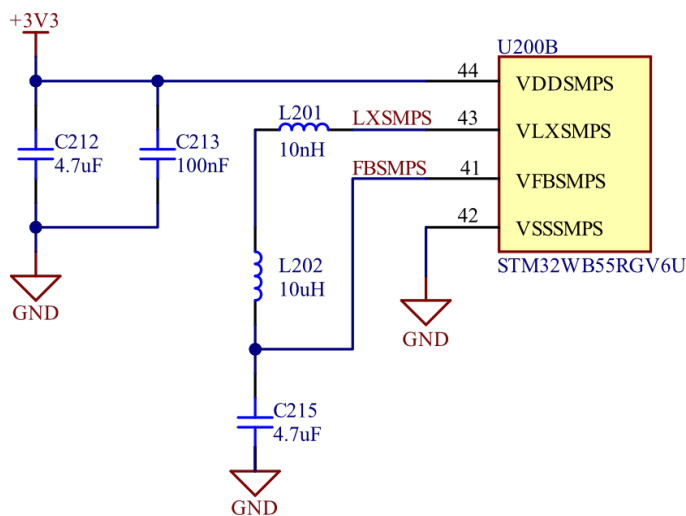 +3V3
U200B
44
VDDSMPS
L201
LXSMPS
43
VLXSMPS
C212
4.7uF
C213
100nF
10nH
FBSMPS
41
VFBSMPS
42
VSSSMPS
STM32WB55RGV6U
L202
10uH
GND
GND
C215
4.7uF
GND